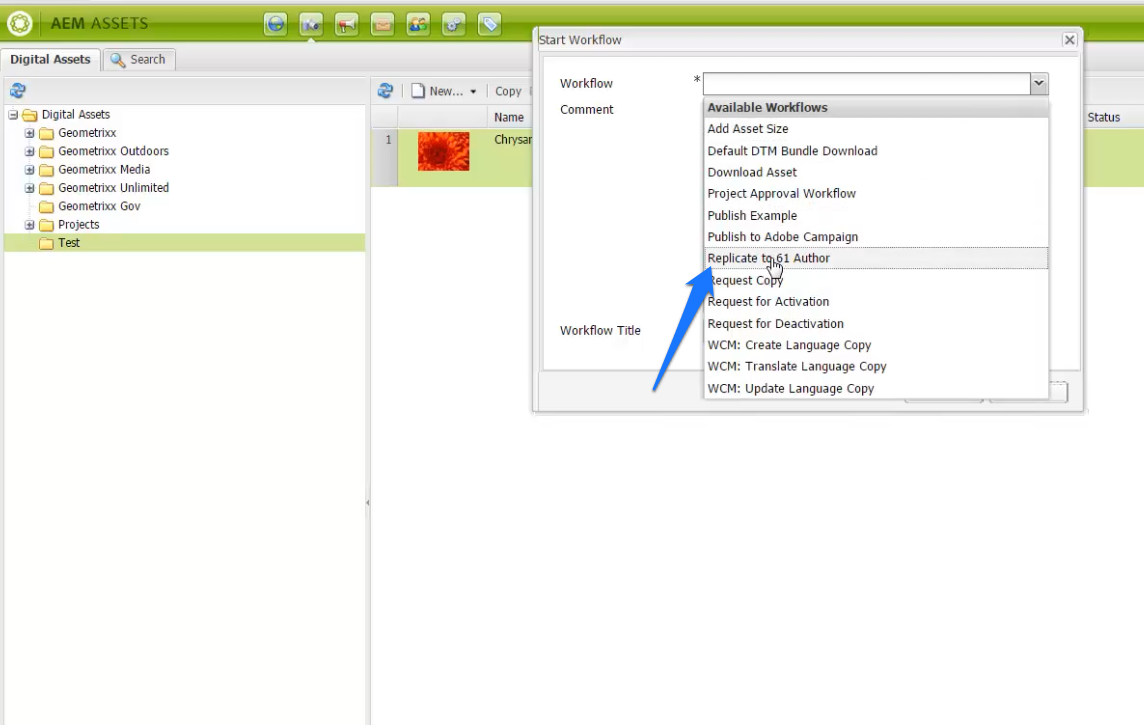 AEM ASSETS
Digital Assets
Search
Digital Assets
Geometrixx
Geometrixx Outdoors
Geometrixx Media
Geometrixx Unlimited
Geometrixx Gov
Projects
Test
New...
Copy
Name
Status
1
Chrysan
Start Workflow
Workflow
*
Comment
Workflow Title
Available Workflows
Add Asset Size
Default DTM Bundle Download
Download Asset
Project Approval Workflow
Publish Example
Publish to Adobe Campaign
Replicate to 61 Author
Request Copy
Request for Activation
Request for Deactivation
WCM: Create Language Copy
WCM: Translate Language Copy
WCM: Update Language Copy